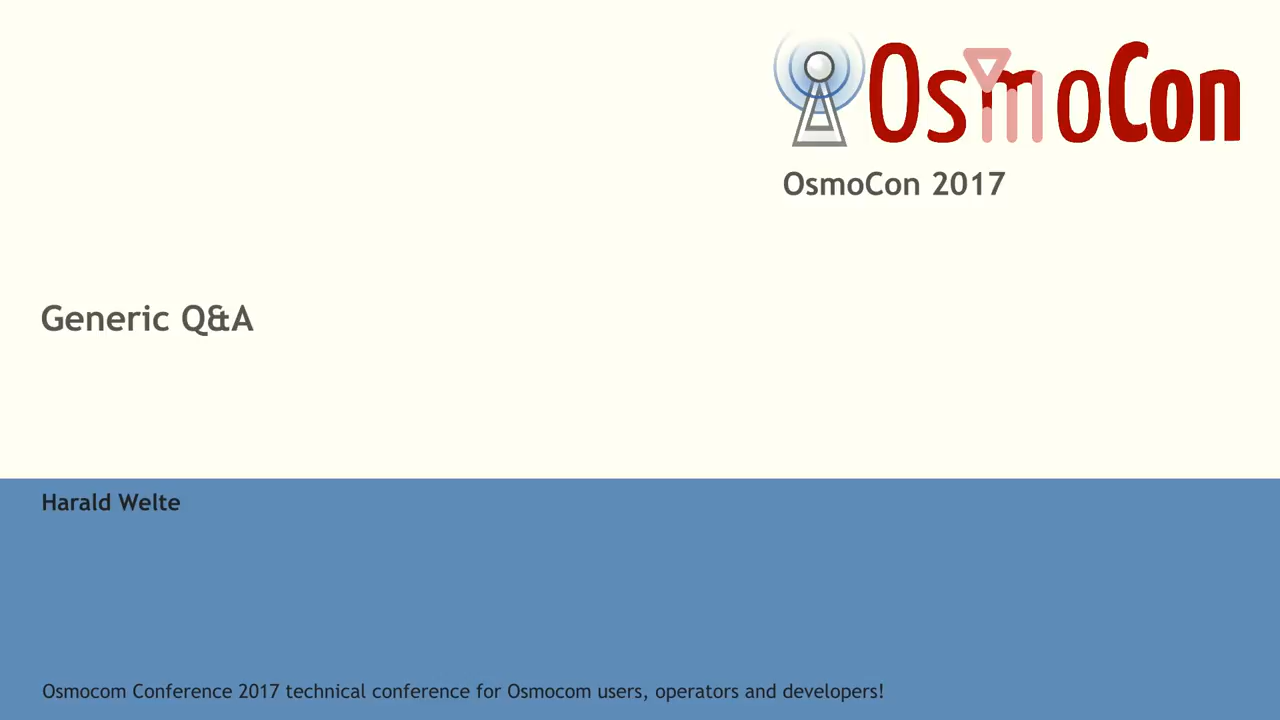 OsmoCon
OsmoCon 2017
Generic Q&A
Harald Welte
Osmocom Conference 2017 technical conference for Osmocom users, operators and developers!